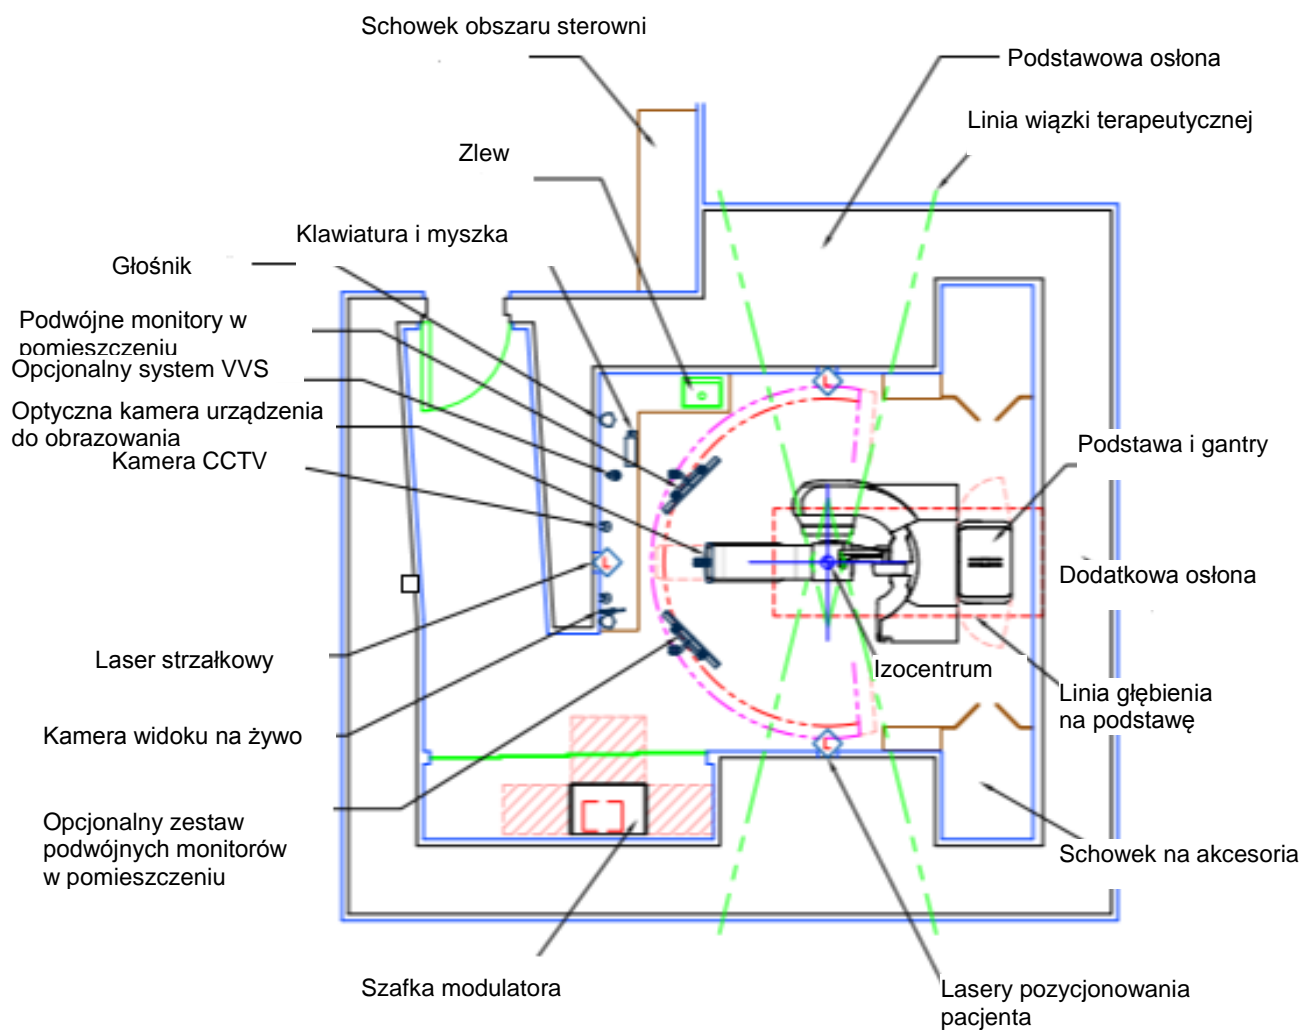 Schowek obszaru sterowni
Podstawowa osłona
Linia wiązki terapeutycznej
Zlew
Klawiatura i myszka
Głośnik
Podwójne monitory w
pomieszczeniu
Opcjonalny system VVS
Optyczna kamera urządzenia
do obrazowania
Kamera CCTV
Podstawa i gantry
Dodatkowa osłona
Izocentrum
Laser strzałkowy
Linia głębienia
na podstawę
Kamera widoku na żywo
Opcjonalny zestaw
podwójnych monitorów
w pomieszczeniu
Schowek na akcesoria
Szafka modulatora
Lasery pozycjonowania
pacjenta
L
L
L